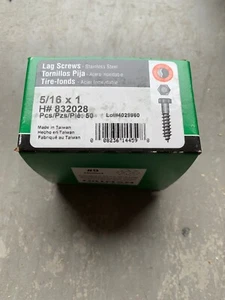 Lag Screws - Stainless Steel
Tornillos Pija - Acero Inoxidable
Tire-fonds - Acier Inoxydable
5/16 x 1
H# 832028
Pcs/Pzs/Piè: 50
Made in Taiwan
Hecho en Taiwan
Fabriqué au Taiwan